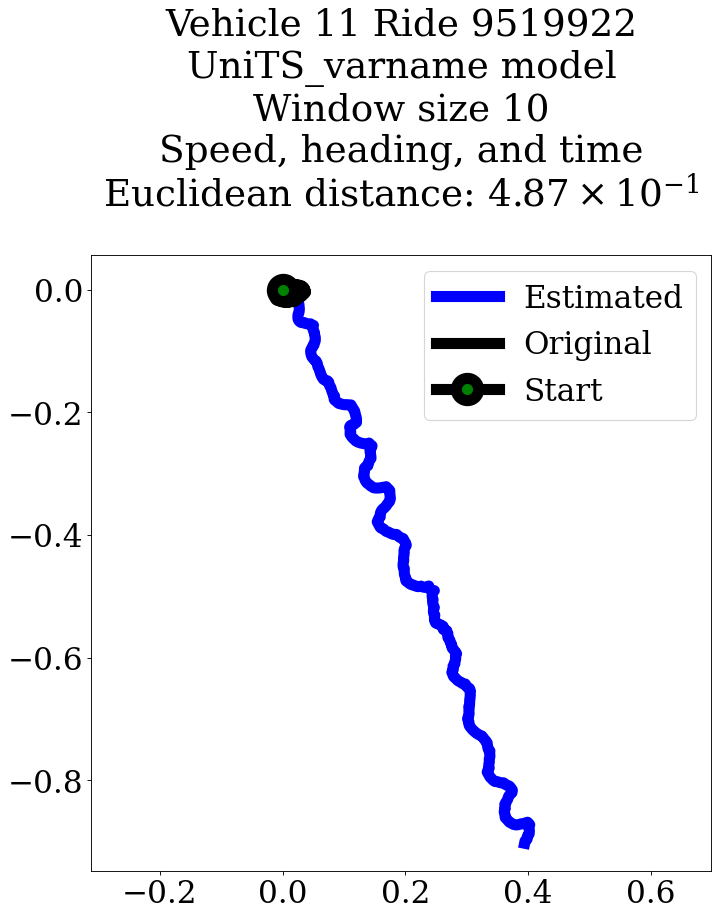 Vehicle 11 Ride 9519922
UniTS_varname model
Window size 10
Speed, heading, and time
Euclidean distance: 4.87 × 10⁻¹
Estimated
Original
Start
0.0
−0.2
−0.4
−0.6
−0.8
−0.2 0.0 0.2 0.4 0.6